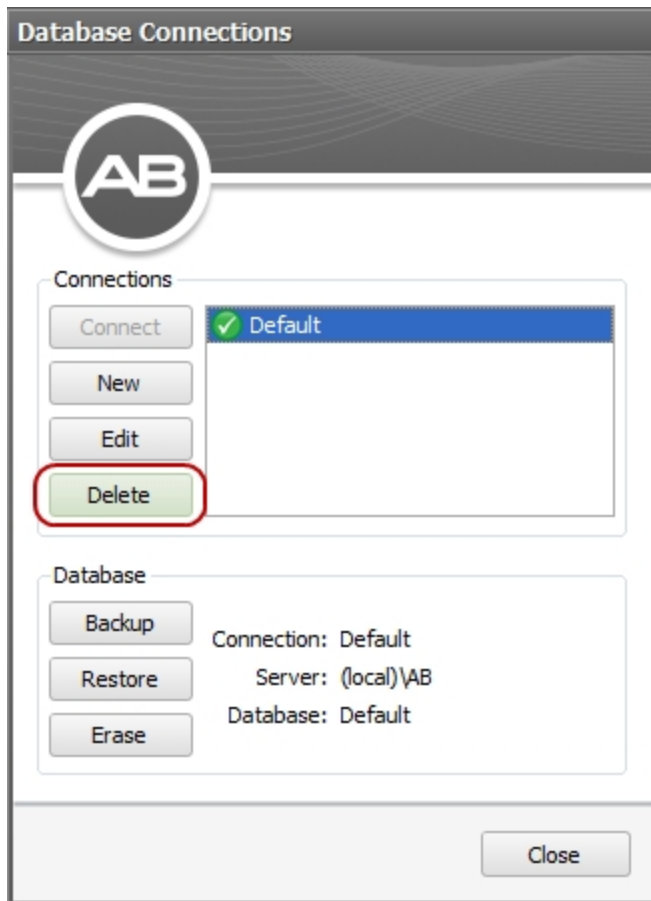 Database Connections
AB
Connections
Connect
Default
New
Edit
Delete
Database
Backup
Restore
Erase
Connection: Default
Server: (local)\AB
Database: Default
Close